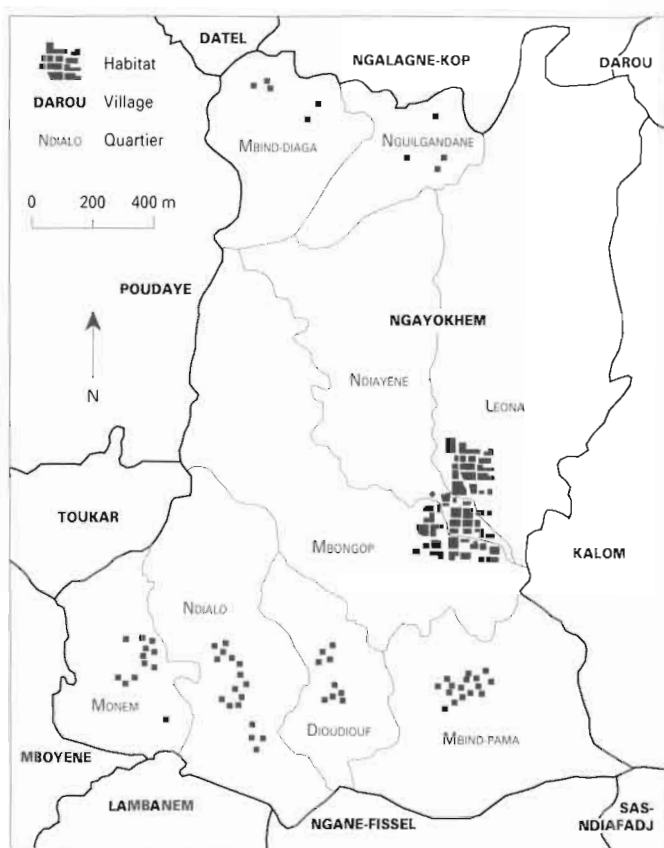 Habitat
DAROU Village
NDIALO Quartier
0 200 400 m
N
DATEL
NGALAGNE-KOP
DAROU
MBIND-DIAGA
NGUILGANDANE
POUDAYE
NGAYOKHEM
NDIAYÈNE
LEONA
TOUKAR
MBONGOP
KALOM
NDIALO
MONEM
DIOUDIOUF
MBIND-PAMA
MBOYENE
LAMBANEM
NGANE-FISSEL
SAS-
NDIAFADJ